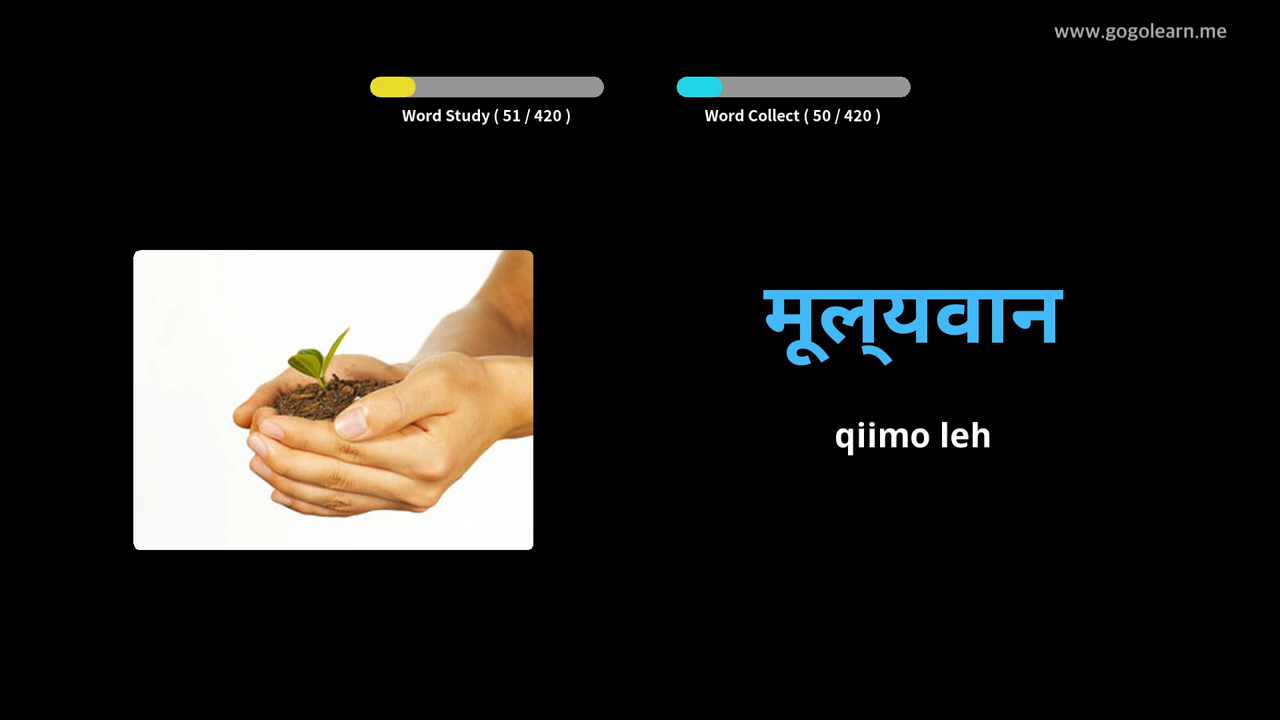 www.gogolearn.me
Word Study ( 51 / 420 )
Word Collect ( 50 / 420 )
मूल्‌यवान
qiimo leh